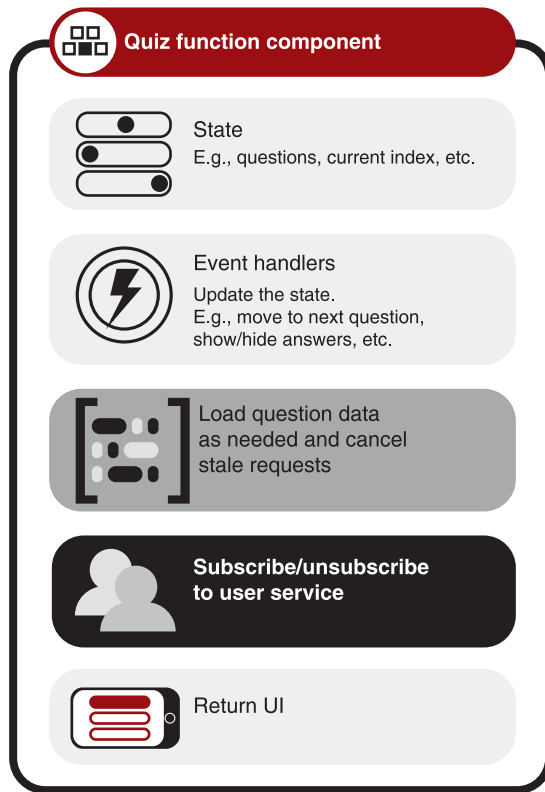 Quiz function component
State
E.g., questions, current index, etc.
Event handlers
Update the state.
E.g., move to next question,
show/hide answers, etc.
Load question data
as needed and cancel
stale requests
Subscribe/unsubscribe
to user service
Return UI